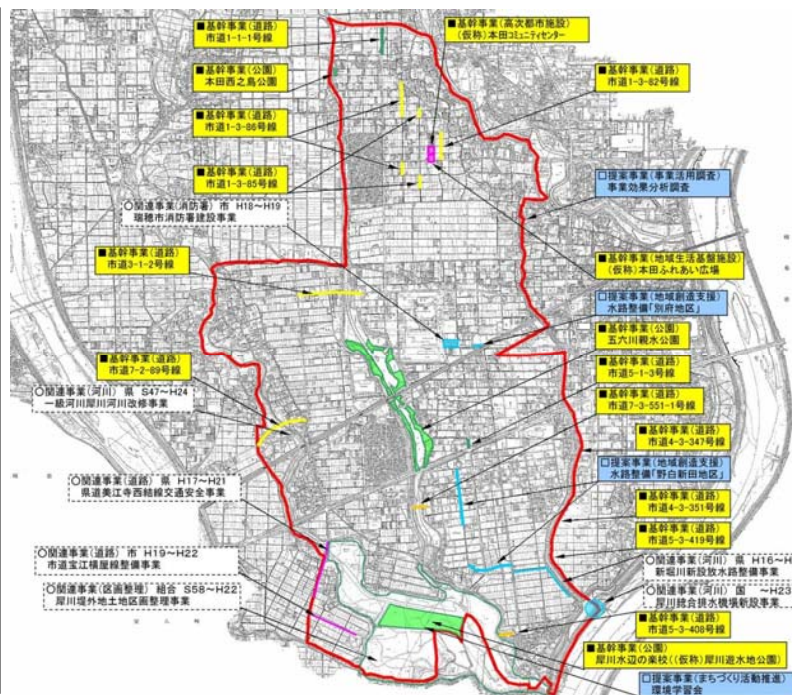 ■基幹事業(道路)
市道1-1-1号線
■基幹事業(高次都市施設)
(仮称)本田コミュニティセンター
■基幹事業(公園)
本田西之島公園
■基幹事業(道路)
市道1-3-82号線
■基幹事業(道路)
市道1-3-86号線
■基幹事業(道路)
市道1-3-85号線
□提案事業(事業活用調査)
事業効果分析調査
○関連事業(消防署) 市 H18~H19
瑞穂市消防署建設事業
■基幹事業(道路)
市道3-1-2号線
■基幹事業(地域生活基盤施設)
(仮称)本田ふれあい広場
□提案事業(地域創造支援)
水路整備「別府地区」
■基幹事業(公園)
五六川親水公園
■基幹事業(道路)
市道7-2-89号線
■基幹事業(道路)
市道5-1-3号線
○関連事業(河川) 県 S47~H24
一級河川犀川河川改修事業
■基幹事業(道路)
市道7-3-551-1号線
■基幹事業(道路)
市道4-3-347号線
□提案事業(地域創造支援)
水路整備「野白新田地区」
○関連事業(道路) 県 H17~H21
県道美江寺西結線交通安全事業
■基幹事業(道路)
市道4-3-351号線
■基幹事業(道路)
市道5-3-419号線
○関連事業(道路) 市 H19~H22
市道宝江横屋線整備事業
○関連事業(河川) 県 H16~H
新堀川新設放水路整備事業
○関連事業(区画整理) 組合 S58~H22
犀川堤外地土地区画整理事業
○関連事業(河川) 国 ~H23
犀川統合排水機場新設事業
■基幹事業(道路)
市道5-3-408号線
■基幹事業(公園)
犀川水辺の楽校((仮称)犀川遊水地公園)
□提案事業(まちづくり活動推進)
環境学習会